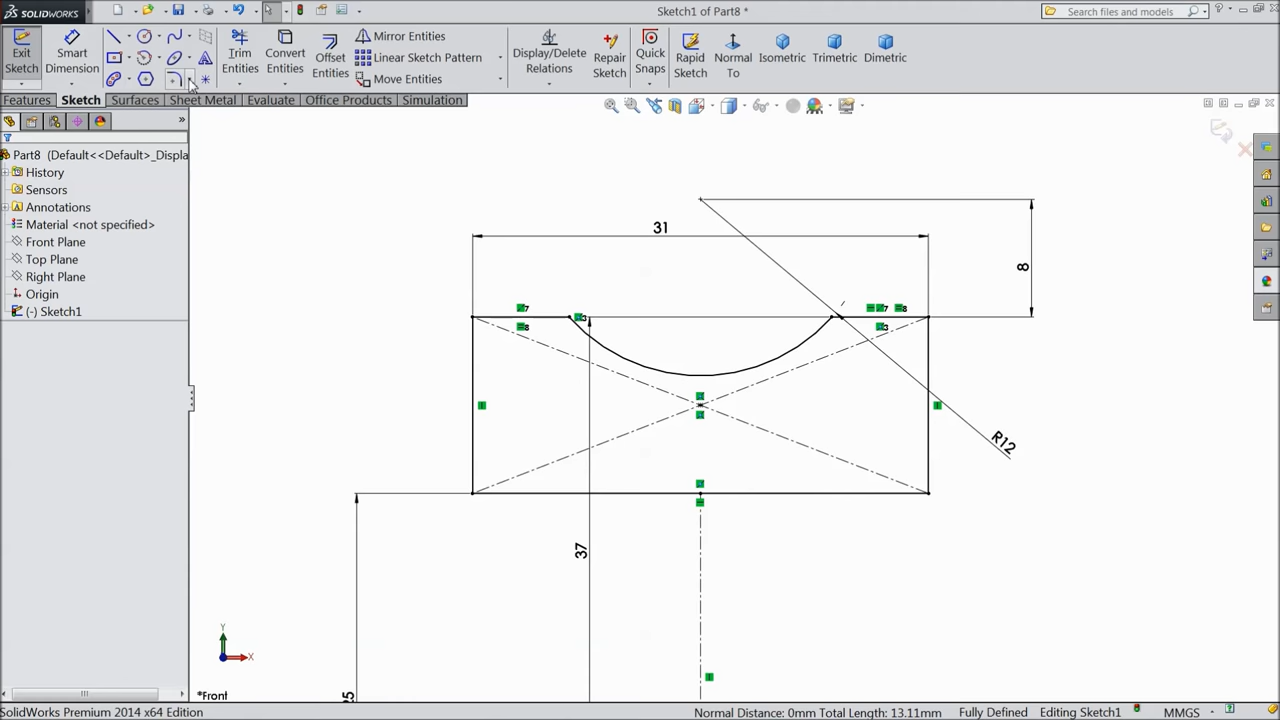 SOLIDWORKS
Sketch1 of Part8 *
Search files and models
Exit Sketch
Smart Dimension
Trim Entities
Convert Entities
Offset Entities
Mirror Entities
Linear Sketch Pattern
Move Entities
Display/Delete Relations
Repair Sketch
Quick Snaps
Rapid Sketch
Normal To
Isometric
Trimetric
Dimetric
Features
Sketch
Surfaces
Sheet Metal
Evaluate
Office Products
Simulation
Part8 (Default<<Default>_Displa
History
Sensors
Annotations
Material <not specified>
Front Plane
Top Plane
Right Plane
Origin
(-) Sketch1
31
8
R12
37
Y
X
*Front
SolidWorks Premium 2014 x64 Edition
Normal Distance: 0mm Total Length: 13.11mm
Fully Defined
Editing Sketch1
MMGS